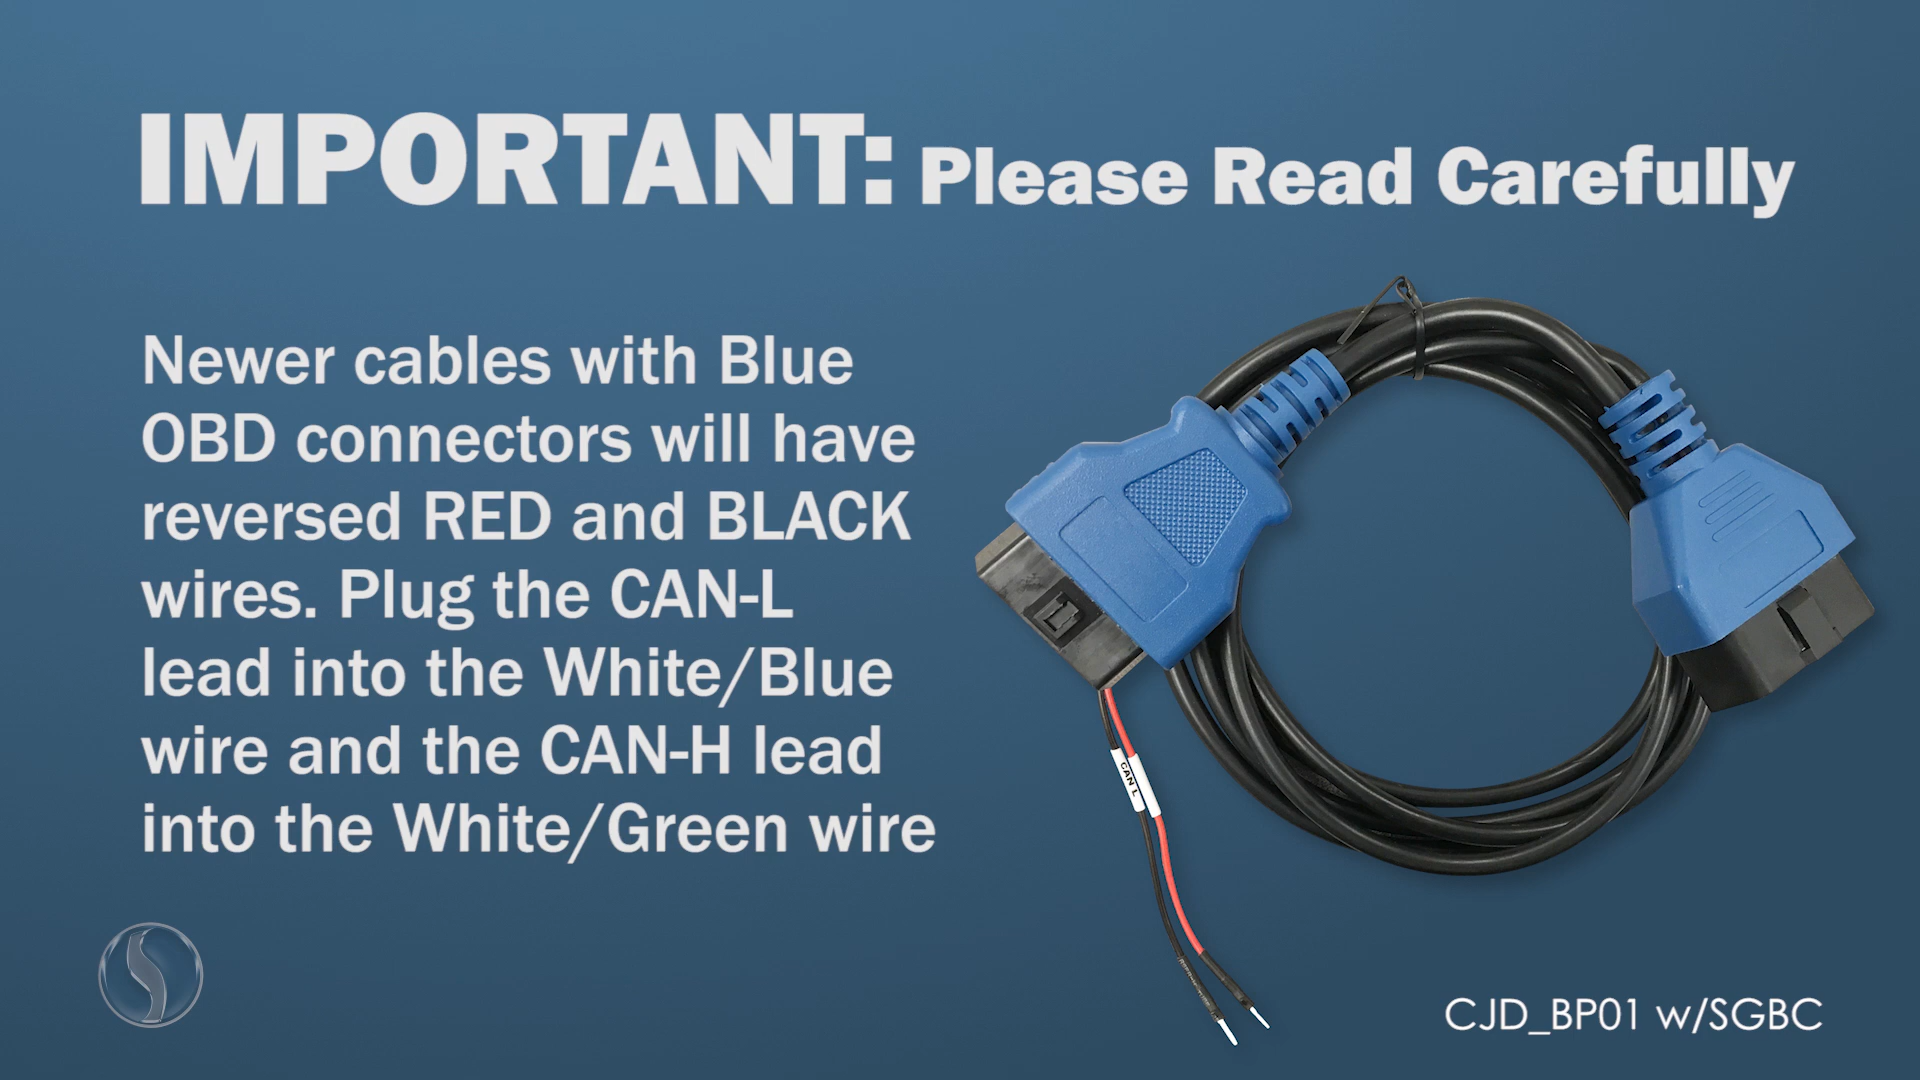 IMPORTANT: Please Read Carefully
Newer cables with Blue
OBD connectors will have
reversed RED and BLACK
wires. Plug the CAN-L
lead into the White/Blue
wire and the CAN-H lead
into the White/Green wire
CAN L
CJD_BP01 w/SGBC